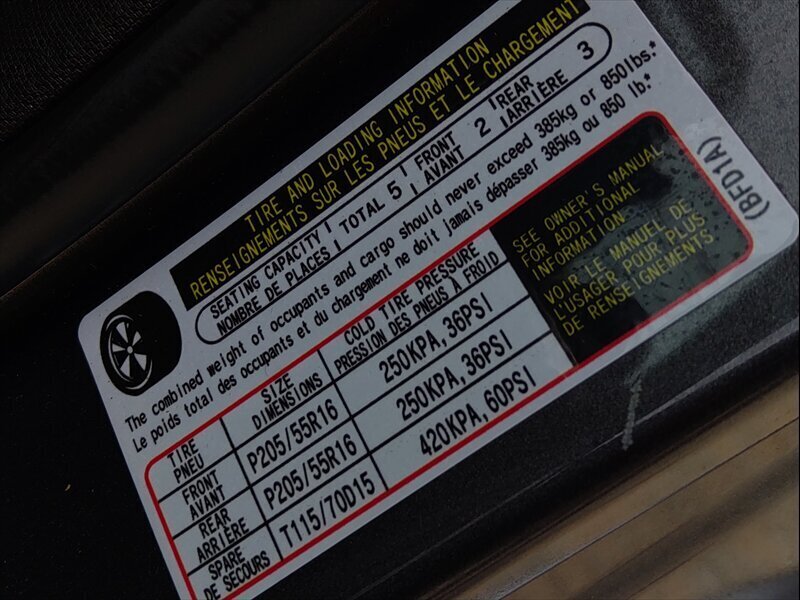 TIRE AND LOADING INFORMATION
RENSEIGNEMENTS SUR LES PNEUS ET LE CHARGEMENT
SEATING CAPACITY | TOTAL 5 | FRONT 2 | REAR 3
NOMBRE DE PLACES | AVANT | ARRIÈRE
The combined weight of occupants and cargo should never exceed 385kg or 850lbs.*
Le poids total des occupants et du chargement ne doit jamais dépasser 385kg ou 850 lb.*
TIRE SIZE COLD TIRE PRESSURE
PNEU DIMENSIONS PRESSION DES PNEUS À FROID
FRONT P205/55R16 250KPA, 36PSI
AVANT
REAR P205/55R16 250KPA, 36PSI
ARRIÈRE
SPARE T115/70D15 420KPA, 60PSI
DE SECOURS
SEE OWNER'S MANUAL
FOR ADDITIONAL
INFORMATION
VOIR LE MANUEL DE
L'USAGER POUR PLUS
DE RENSEIGNEMENTS
(BFD1A)